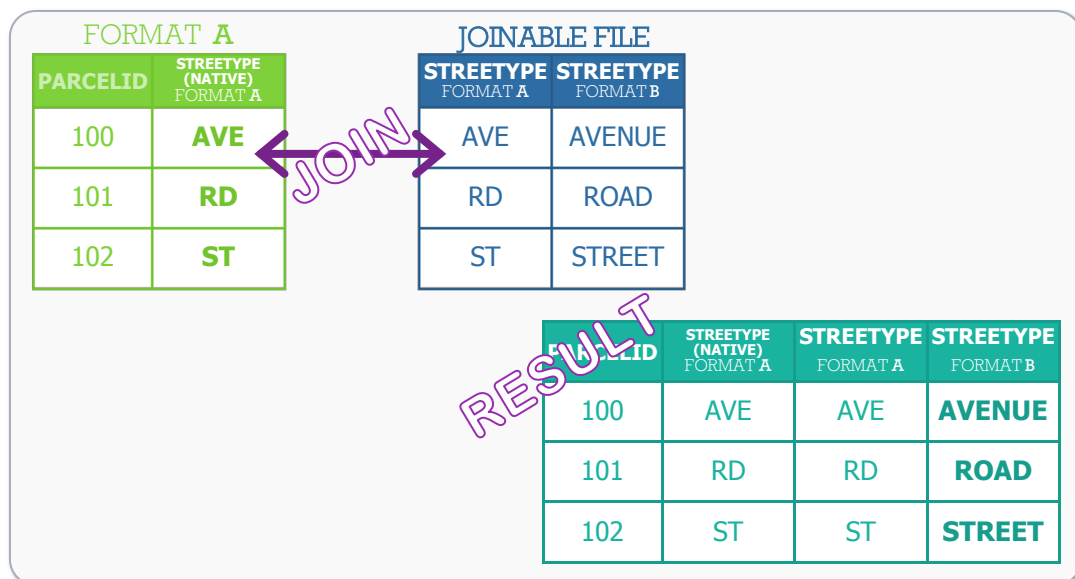 FORMAT A
PARCELID STREETYPE (NATIVE) FORMAT A
100 AVE
101 RD
102 ST
JOIN
JOINABLE FILE
STREETYPE FORMAT A STREETYPE FORMAT B
AVE AVENUE
RD ROAD
ST STREET
RESULT
PARCELID STREETYPE (NATIVE) FORMAT A STREETYPE FORMAT A STREETYPE FORMAT B
100 AVE AVE AVENUE
101 RD RD ROAD
102 ST ST STREET